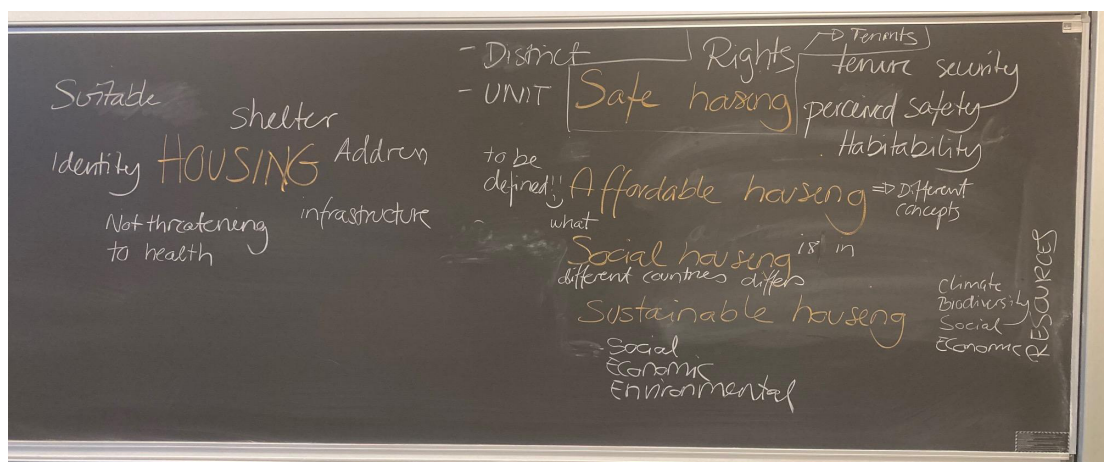 Suitable
Shelter
Identity HOUSING Address
Not threatening
to health
infrastructure
- District
- UNIT
Rights
→ Tenants
Safe housing
tenure security
perceived safety
Habitability
to be
defined!!
Affordable housing
⇒ Different
concepts
what
Social housing is in
different countries differs
Sustainable housing
Social
Economic
Environmental
Climate
Biodiversity
Social
Economic
RESOURCES